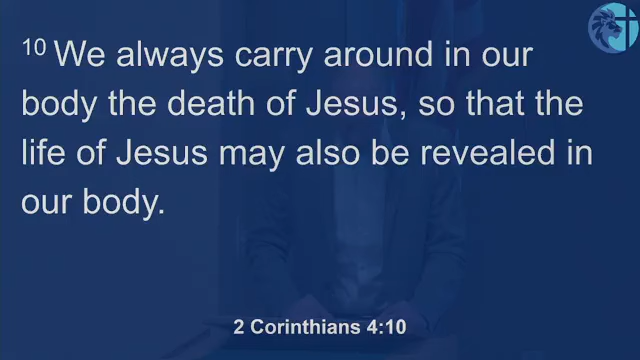 10 We always carry around in our
body the death of Jesus, so that the
life of Jesus may also be revealed in
our body.
2 Corinthians 4:10